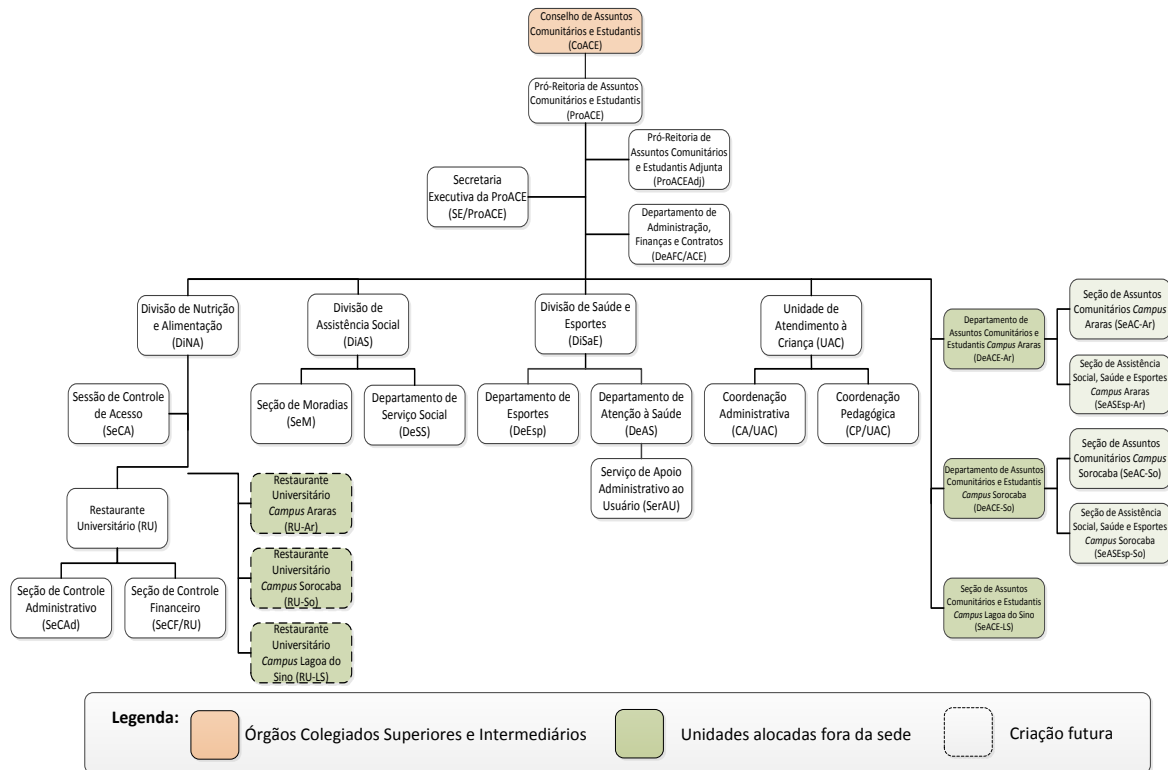 Conselho de Assuntos
Comunitários e Estudantis
(CoACE)
Pró-Reitoria de Assuntos
Comunitários e Estudantis
(ProACE)
Pró-Reitoria de
Assuntos Comunitários
e Estudantis Adjunta
(ProACEAdj)
Secretaria
Executiva da ProACE
(SE/ProACE)
Departamento de
Administração,
Finanças e Contratos
(DeAFC/ACE)
Divisão de Nutrição
e Alimentação
(DiNA)
Divisão de
Assistência Social
(DiAS)
Divisão de Saúde e
Esportes
(DiSaE)
Unidade de
Atendimento à
Criança (UAC)
Departamento de
Assuntos Comunitários e
Estudantis Campus Araras
(DeACE-Ar)
Seção de Assuntos
Comunitários Campus
Araras (SeAC-Ar)
Seção de Assistência
Social, Saúde e Esportes
Campus Araras
(SeASEsp-Ar)
Sessão de Controle
de Acesso
(SeCA)
Seção de Moradias
(SeM)
Departamento de
Serviço Social
(DeSS)
Departamento de
Esportes
(DeEsp)
Departamento de
Atenção à Saúde
(DeAS)
Coordenação
Administrativa
(CA/UAC)
Coordenação
Pedagógica
(CP/UAC)
Serviço de Apoio
Administrativo ao
Usuário (SerAU)
Departamento de Assuntos
Comunitários e Estudantis
Campus Sorocaba
(DeACE-So)
Seção de Assuntos
Comunitários Campus
Sorocaba (SeAC-So)
Seção de Assistência
Social, Saúde e Esportes
Campus Sorocaba
(SeASEsp-So)
Restaurante
Universitário (RU)
Restaurante
Universitário
Campus Araras
(RU-Ar)
Restaurante
Universitário
Campus Sorocaba
(RU-So)
Restaurante
Universitário
Campus Lagoa do
Sino (RU-LS)
Seção de Controle
Administrativo
(SeCAd)
Seção de Controle
Financeiro
(SeCF/RU)
Seção de Assuntos
Comunitários e Estudantis
Campus Lagoa do Sino
(SeACE-LS)
Legenda:
Órgãos Colegiados Superiores e Intermediários
Unidades alocadas fora da sede
Criação futura